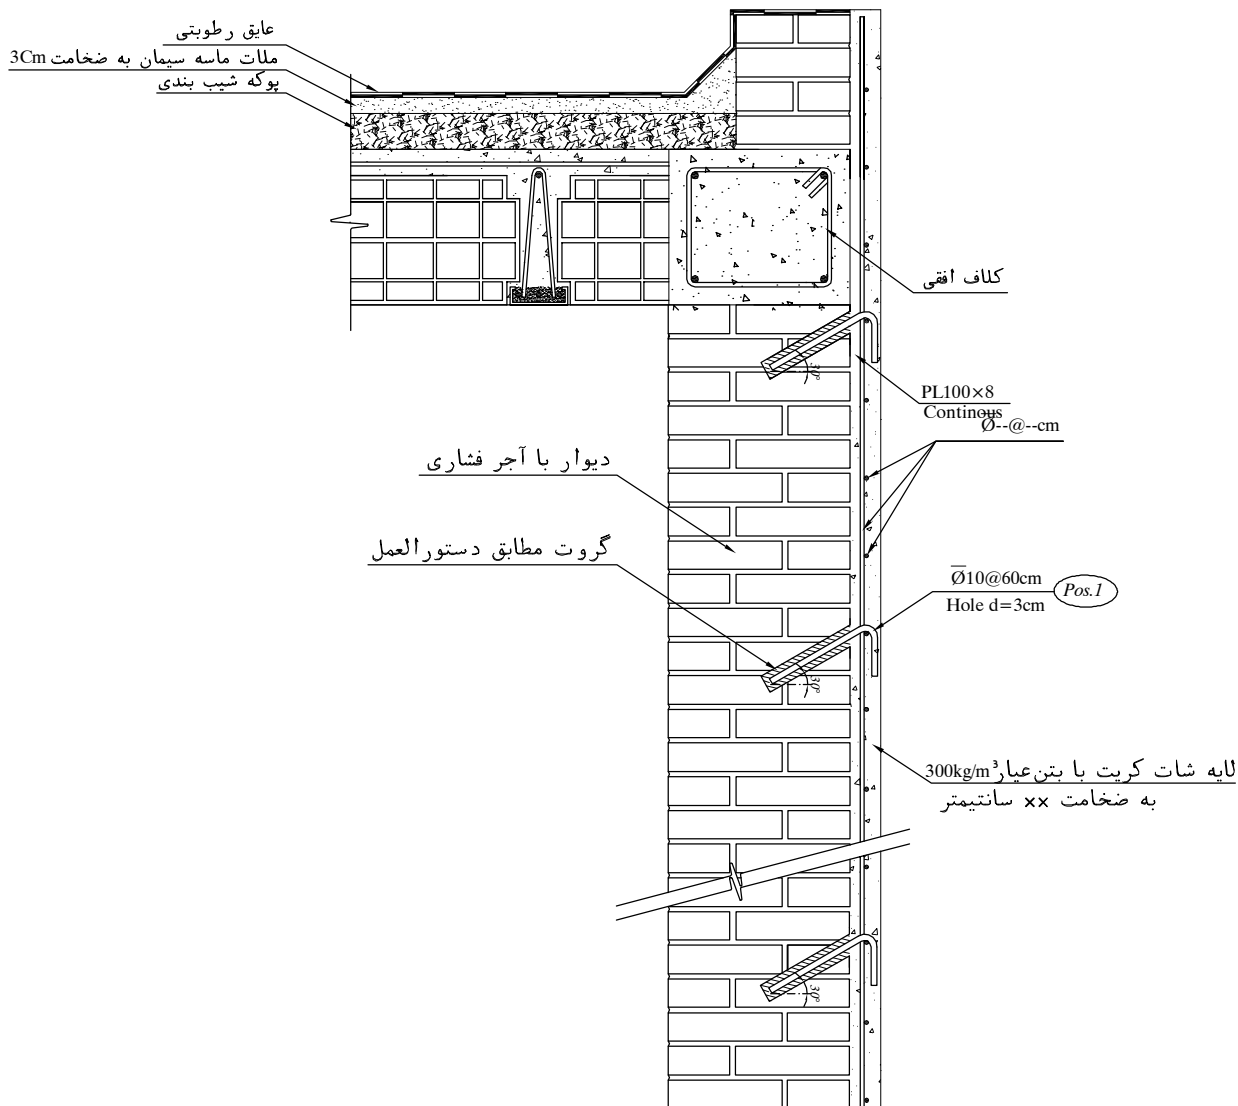 عایق رطوبتی
ملات ماسه سیمان به ضخامت 3Cm
پوکه شیب بندی
کلاف افقی
30°
PL100×8
Continous
Ø--@--cm
دیوار با آجر فشاری
گروت مطابق دستورالعمل
Ø10@60cm
Hole d=3cm
Pos.1
30°
لایه شات کریت با بتن عیار 300kg/m³
به ضخامت ×× سانتیمتر
30°